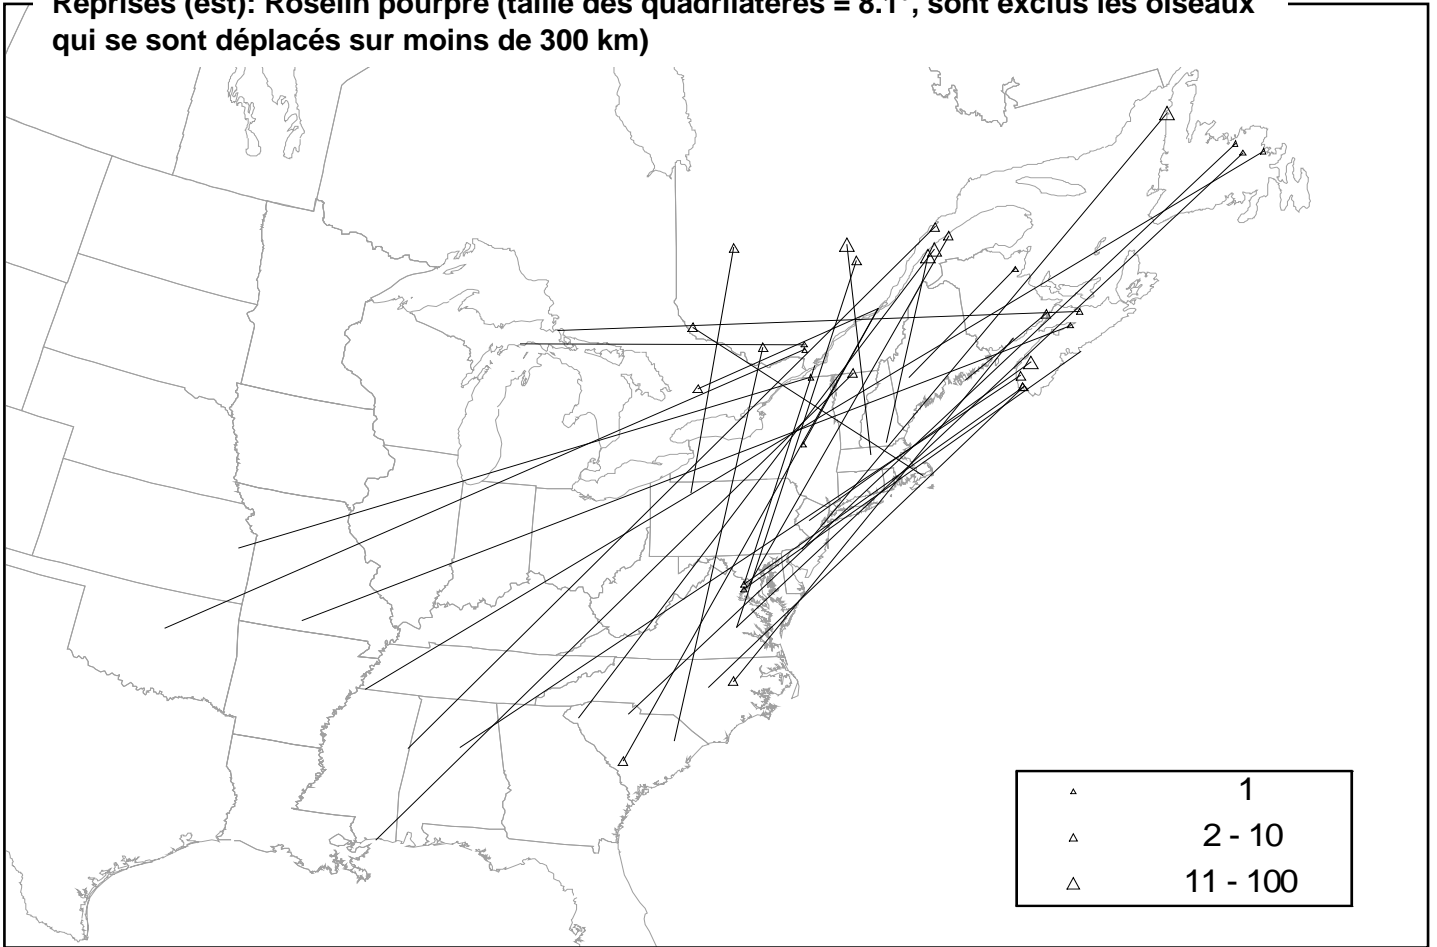 Reprises (est): Roselin pourpré (taille des quadrilatères = 8.1°, sont exclus les oiseaux
qui se sont déplacés sur moins de 300 km)
1
2 - 10
11 - 100